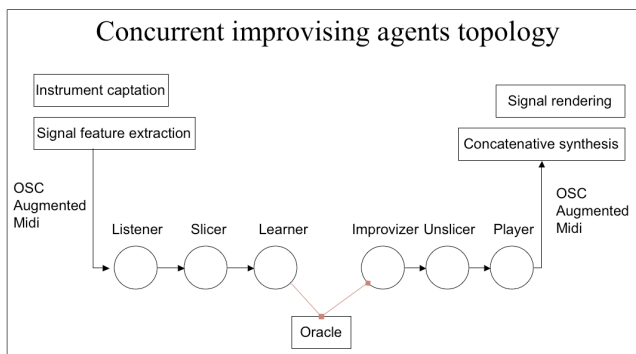 Concurrent improvising agents topology
Instrument captation
Signal feature extraction
Signal rendering
Concatenative synthesis
OSC
Augmented
Midi
OSC
Augmented
Midi
Listener
Slicer
Learner
Improvizer
Unslicer
Player
Oracle